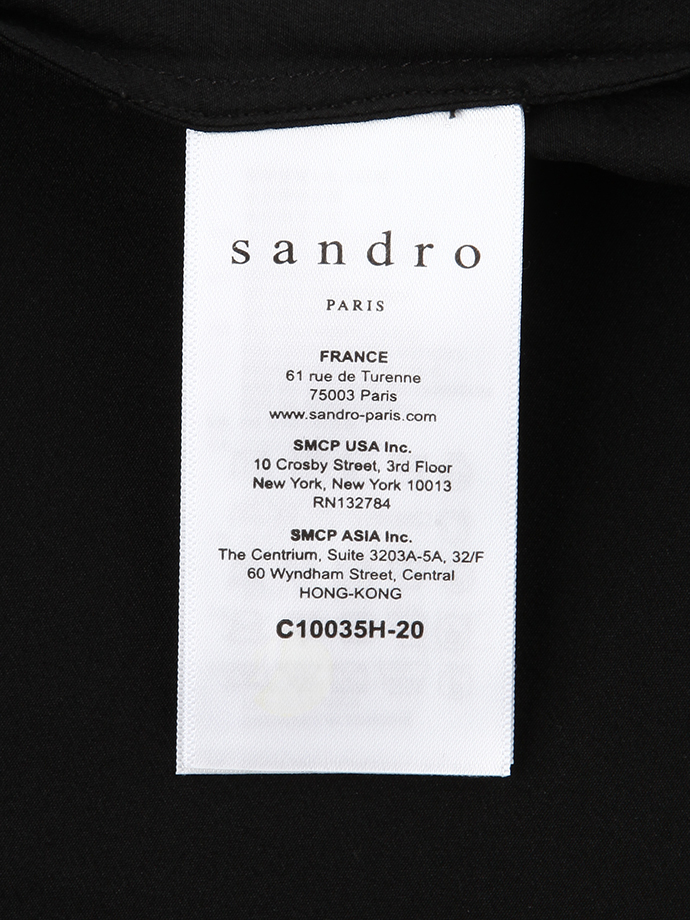 sandro
PARIS
FRANCE
61 rue de Turenne
75003 Paris
www.sandro-paris.com
SMCP USA Inc.
10 Crosby Street, 3rd Floor
New York, New York 10013
RN132784
SMCP ASIA Inc.
The Centrium, Suite 3203A-5A, 32/F
60 Wyndham Street, Central
HONG-KONG
C10035H-20